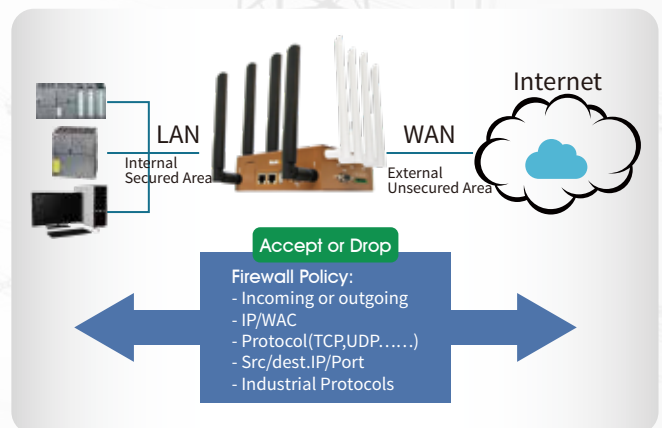 Internet
LAN
WAN
Internal
Secured Area
External
Unsecured Area
Accept or Drop
Firewall Policy:
- Incoming or outgoing
- IP/WAC
- Protocol(TCP,UDP......)
- Src/dest.IP/Port
- Industrial Protocols